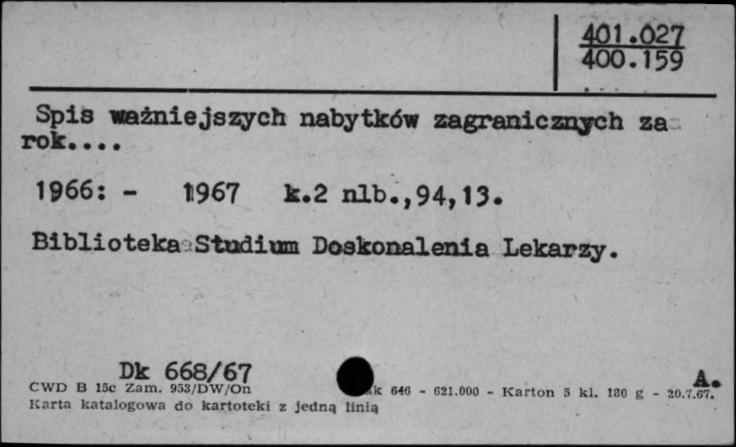 401.027
400.159
Spis ważniejszych nabytków zagranicznych za
rok....
1966: - 1967 k.2 nlb.,94,13.
Biblioteka Studium Doskonalenia Lekarzy.
Dk 668/67
A.
CWD B 15c Zam. 953/DW/On 646 - 621.000 - Karton 5 kl. 180 g - 20.7.67.
Karta katalogowa do kartoteki z jedną linią